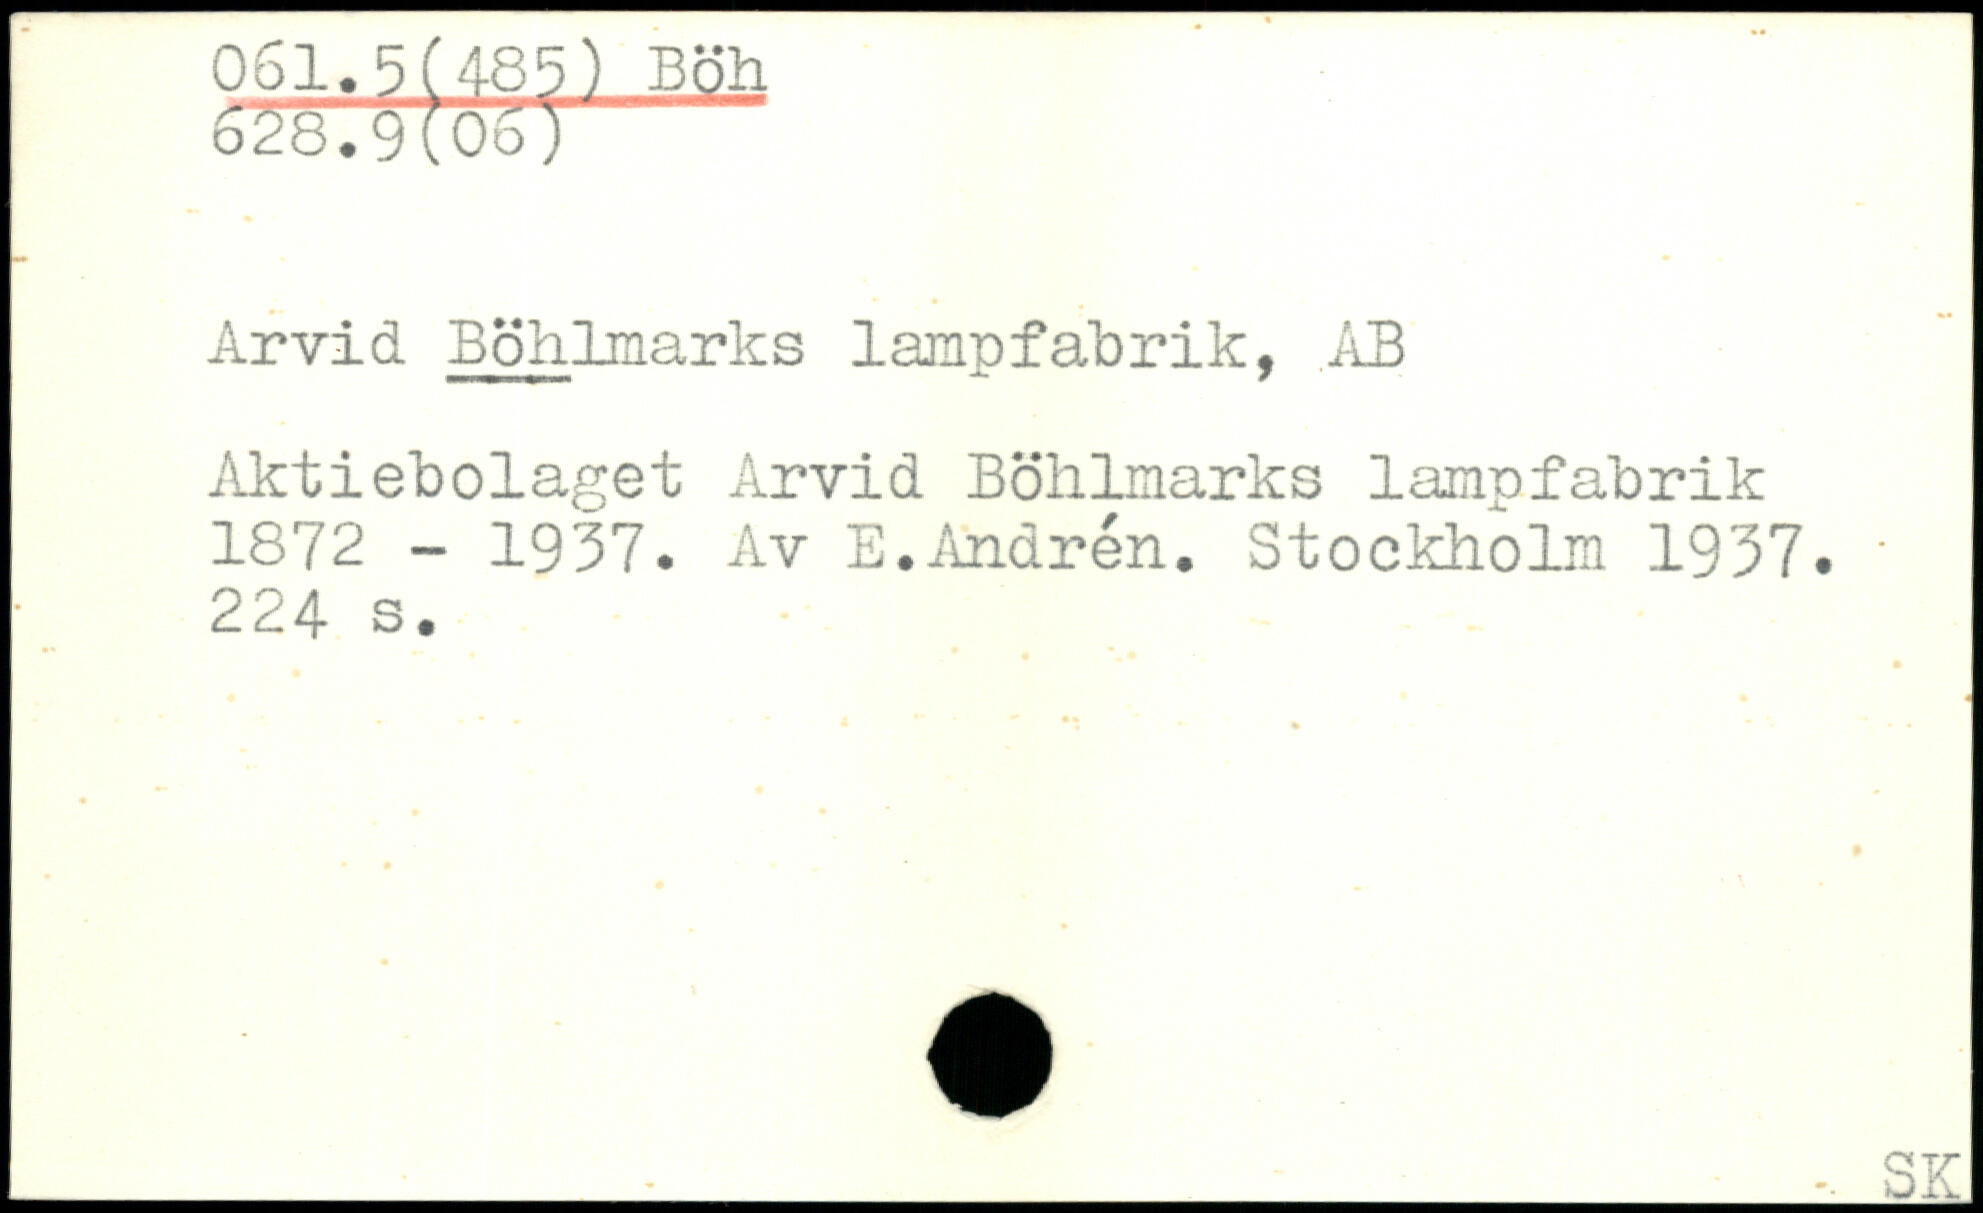 061.5(485) Böh
628.9(06)
Arvid Böhlmarks lampfabrik, AB
Aktiebolaget Arvid Böhlmarks lampfabrik
1872 - 1937. Av E.Andrén. Stockholm 1937.
224 s.
SK